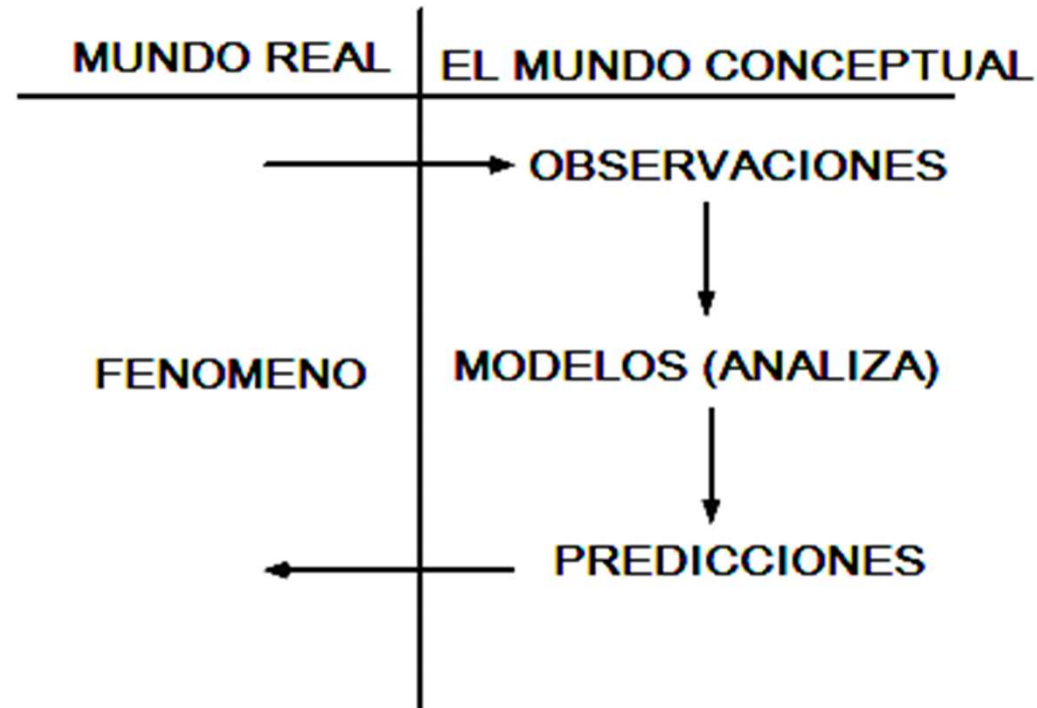 MUNDO REAL
EL MUNDO CONCEPTUAL
OBSERVACIONES
FENOMENO
MODELOS (ANALIZA)
PREDICCIONES